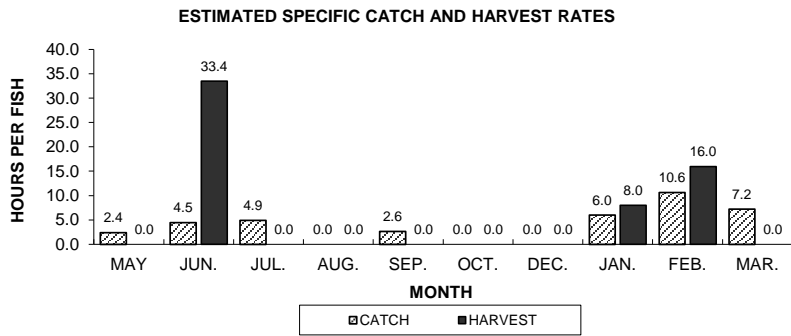 ESTIMATED SPECIFIC CATCH AND HARVEST RATES
HOURS PER FISH
40.0
35.0
30.0
25.0
20.0
15.0
10.0
5.0
0.0
2.4 0.0 4.5 33.4 4.9 0.0 0.0 0.0 2.6 0.0 0.0 0.0 0.0 0.0 6.0 8.0 10.6 16.0 7.2 0.0
MAY JUN. JUL. AUG. SEP. OCT. DEC. JAN. FEB. MAR.
MONTH
CATCH HARVEST